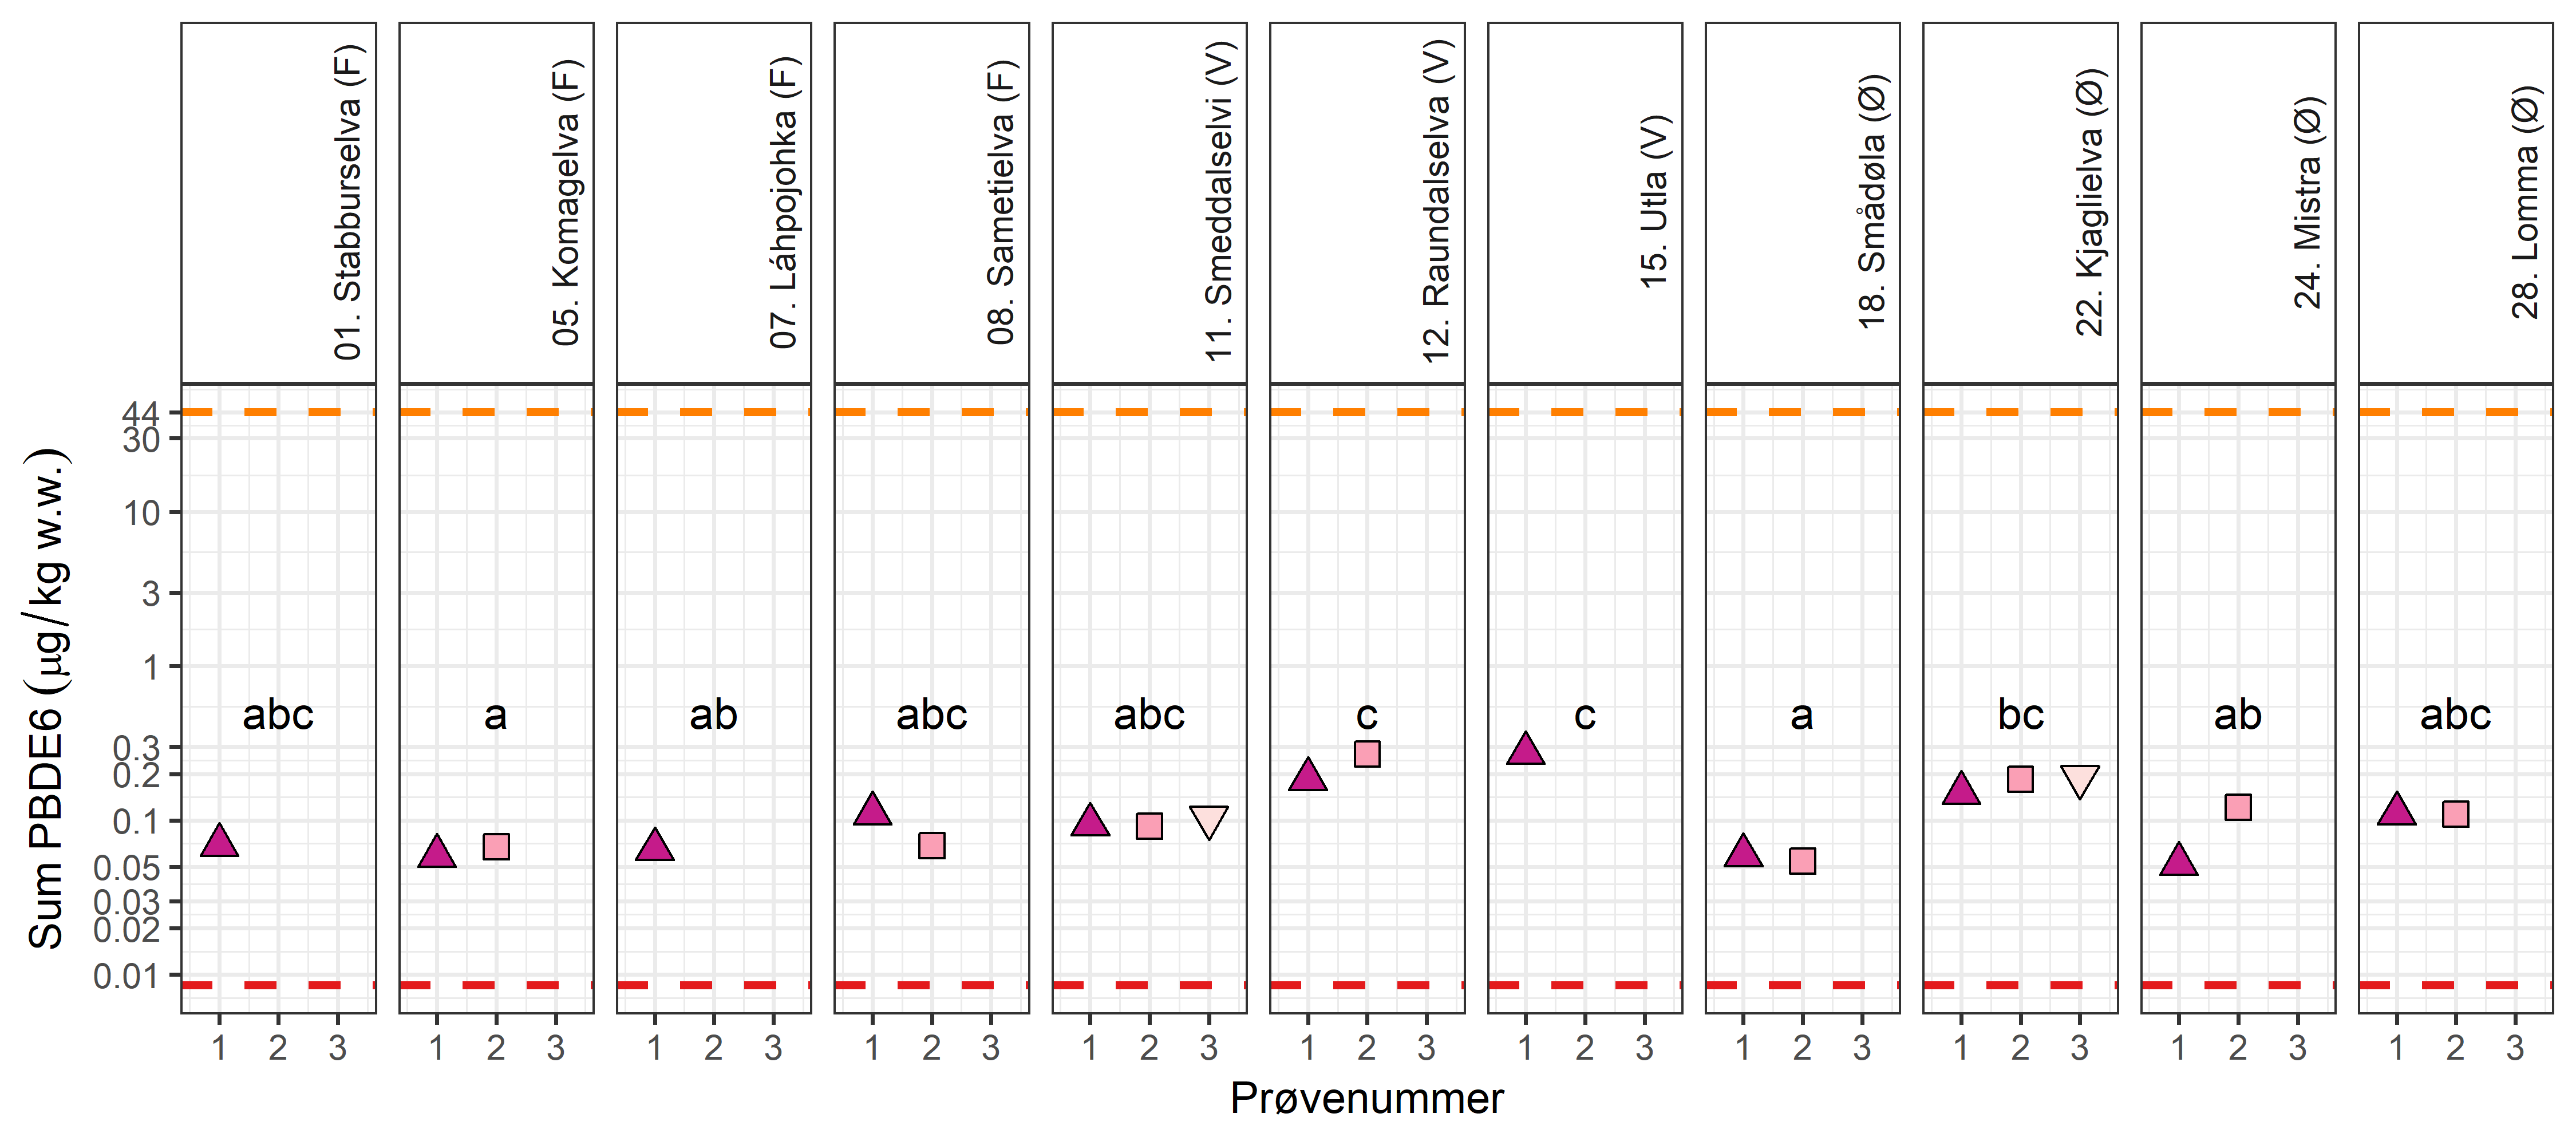 01. Stabburselva (F)
05. Komagelva (F)
07. Láhpojohka (F)
08. Sametielva (F)
11. Smeddalselvi (V)
12. Raundalselva (V)
15. Utla (V)
18. Smådøla (Ø)
22. Kjaglielva (Ø)
24. Mistra (Ø)
28. Lomma (Ø)
Sum PBDE6 (μg/kg w.w.)
44
30
10
3
1
0.3
0.2
0.1
0.05
0.03
0.02
0.01
abc a ab abc abc c c a bc ab abc
1 2 3 1 2 3 1 2 3 1 2 3 1 2 3 1 2 3 1 2 3 1 2 3 1 2 3 1 2 3 1 2 3
Prøvenummer